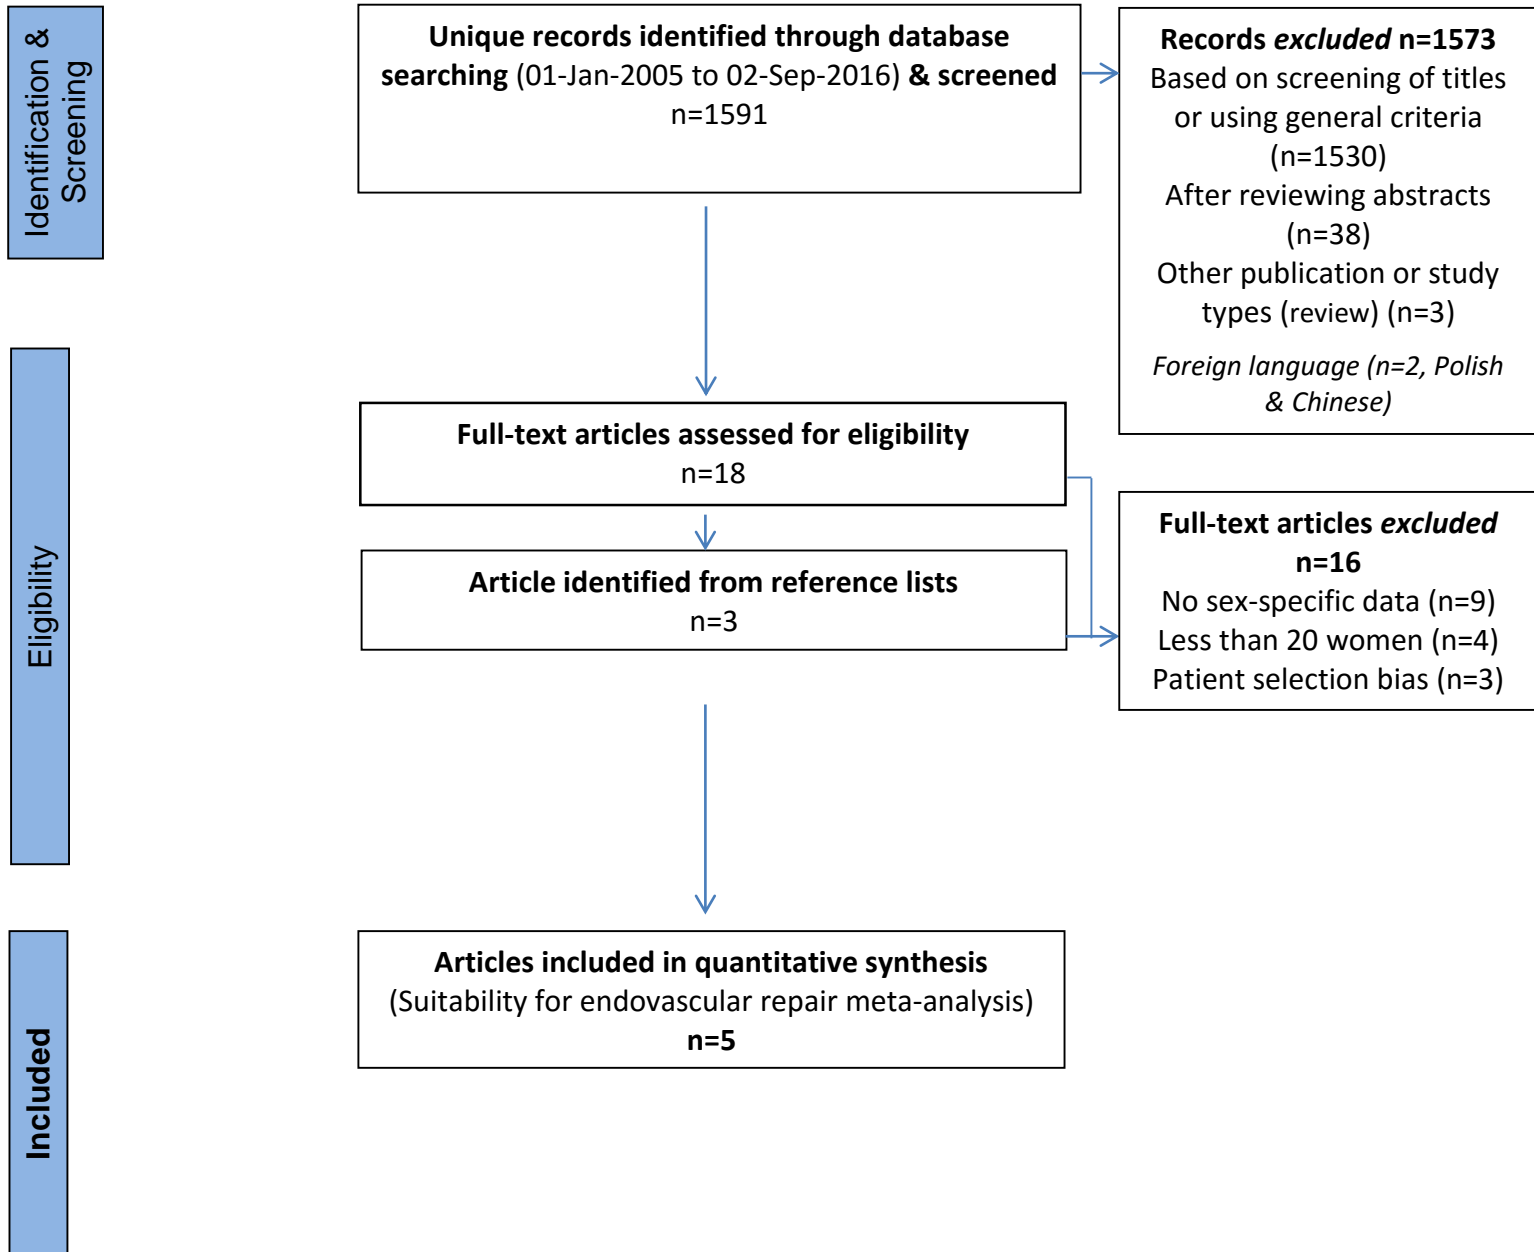 Identification &
Screening
Unique records identified through database
searching (01-Jan-2005 to 02-Sep-2016) & screened
n=1591
Records excluded n=1573
Based on screening of titles
or using general criteria
(n=1530)
After reviewing abstracts
(n=38)
Other publication or study
types (review) (n=3)
Foreign language (n=2, Polish
& Chinese)
Eligibility
Full-text articles assessed for eligibility
n=18
Article identified from reference lists
n=3
Full-text articles excluded
n=16
No sex-specific data (n=9)
Less than 20 women (n=4)
Patient selection bias (n=3)
Included
Articles included in quantitative synthesis
(Suitability for endovascular repair meta-analysis)
n=5